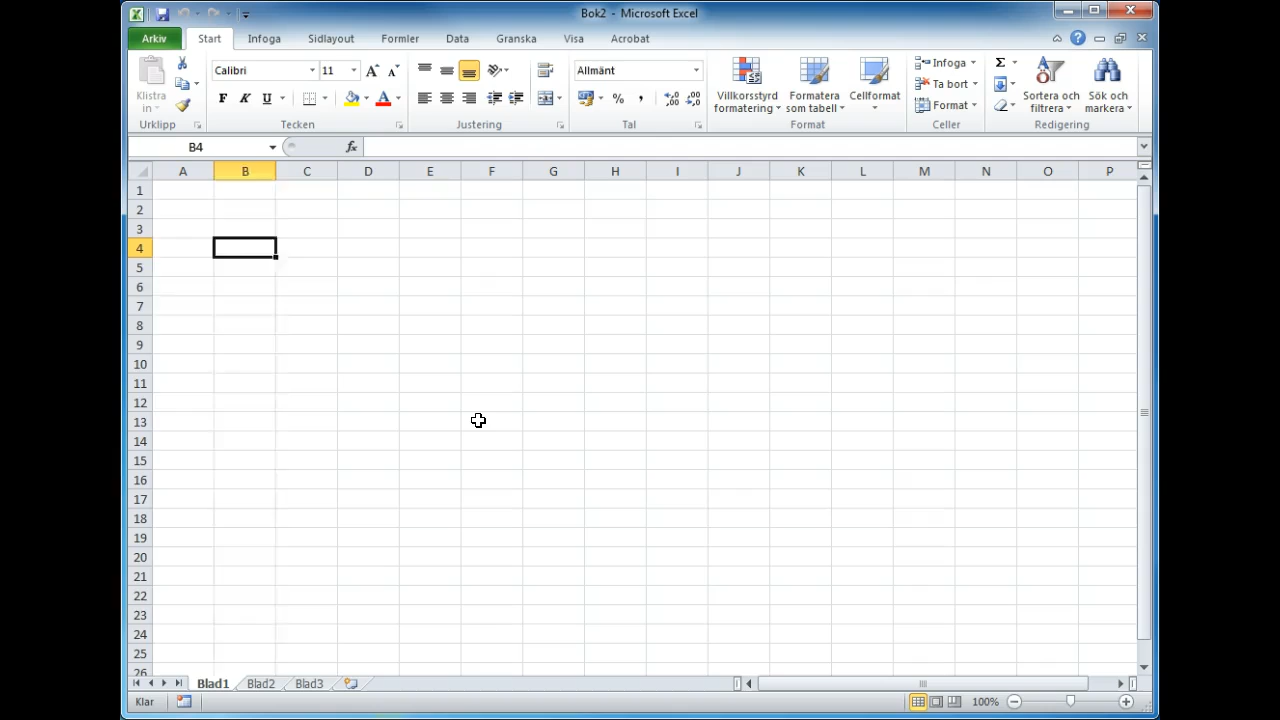 Bok2 - Microsoft Excel
Arkiv Start Infoga Sidlayout Formler Data Granska Visa Acrobat
Klistra in
Urklipp
Calibri 11
F K U A
Tecken
Justering
Allmänt
% ,
Tal
Villkorsstyrd formatering
Formatera som tabell
Cellformat
Format
Infoga
Ta bort
Format
Celler
Σ
Sortera och filtrera
Sök och markera
Redigering
B4 fx
A B C D E F G H I J K L M N O P
1
2
3
4
5
6
7
8
9
10
11
12
13
14
15
16
17
18
19
20
21
22
23
24
25
26
Blad1 Blad2 Blad3
Klar 100%